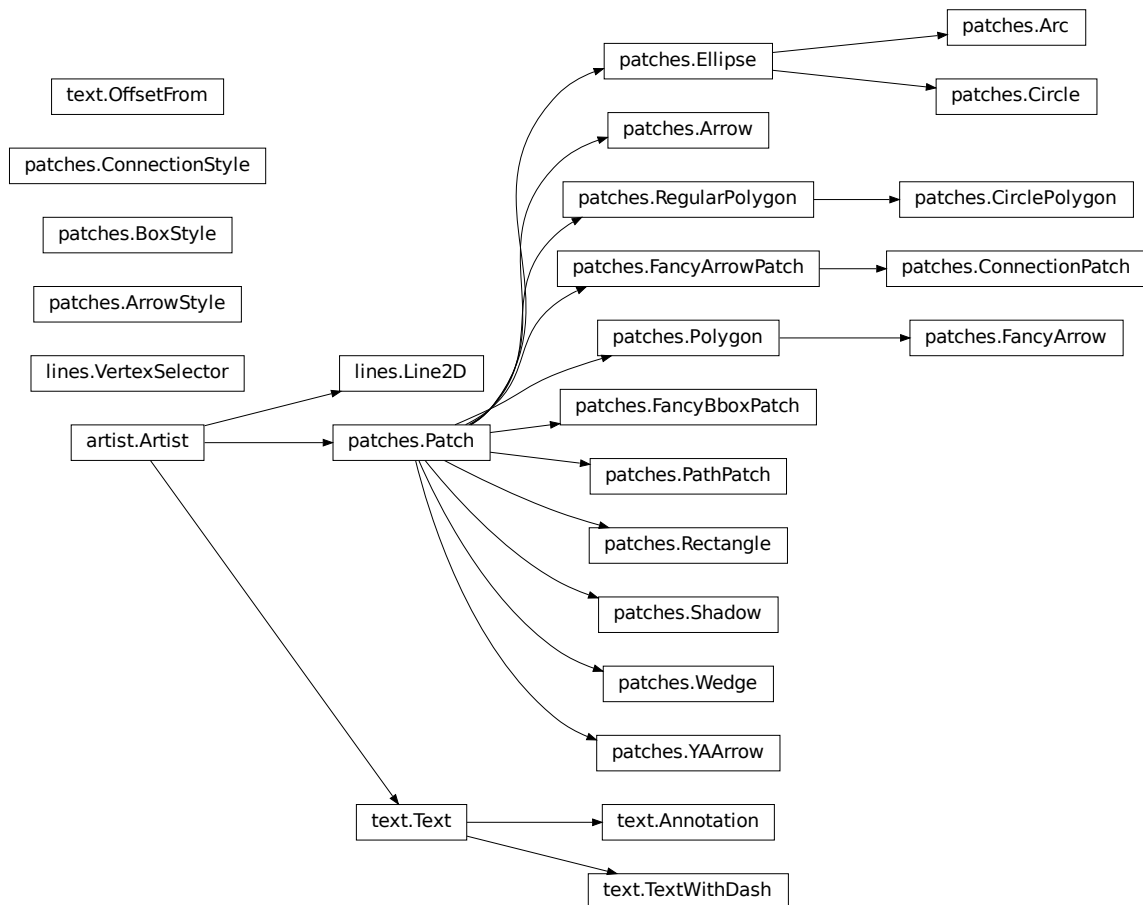 text.OffsetFrom
patches.ConnectionStyle
patches.BoxStyle
patches.ArrowStyle
lines.VertexSelector
artist.Artist
lines.Line2D
patches.Patch
text.Text
patches.Ellipse
patches.Arrow
patches.RegularPolygon
patches.FancyArrowPatch
patches.Polygon
patches.FancyBboxPatch
patches.PathPatch
patches.Rectangle
patches.Shadow
patches.Wedge
patches.YAArrow
text.Annotation
text.TextWithDash
patches.Arc
patches.Circle
patches.CirclePolygon
patches.ConnectionPatch
patches.FancyArrow